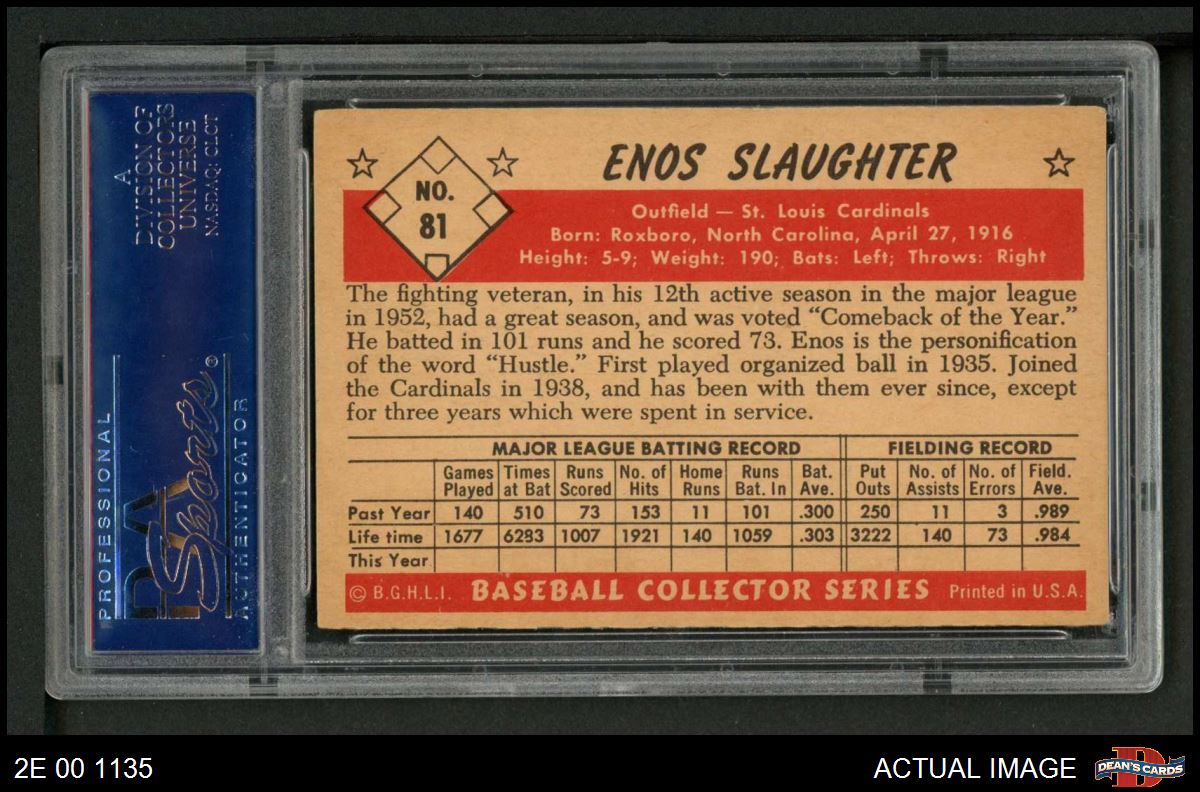 A
DIVISION OF
COLLECTORS
UNIVERSE
NASDAQ: CLCT
PROFESSIONAL
PSA
Sports®
AUTHENTICATOR
NO.
81
ENOS SLAUGHTER
Outfield — St. Louis Cardinals
Born: Roxboro, North Carolina, April 27, 1916
Height: 5-9; Weight: 190; Bats: Left; Throws: Right
The fighting veteran, in his 12th active season in the major league
in 1952, had a great season, and was voted “Comeback of the Year.”
He batted in 101 runs and he scored 73. Enos is the personification
of the word “Hustle.” First played organized ball in 1935. Joined
the Cardinals in 1938, and has been with them ever since, except
for three years which were spent in service.
MAJOR LEAGUE BATTING RECORD FIELDING RECORD
Games Times Runs No. of Home Runs Bat. Put No. of No. of Field.
Played at Bat Scored Hits Runs Bat. In Ave. Outs Assists Errors Ave.
Past Year 140 510 73 153 11 101 .300 250 11 3 .989
Life time 1677 6283 1007 1921 140 1059 .303 3222 140 73 .984
This Year
© B.G.H.L.I. BASEBALL COLLECTOR SERIES Printed in U.S.A.
2E 00 1135
ACTUAL IMAGE
DEAN'S CARDS